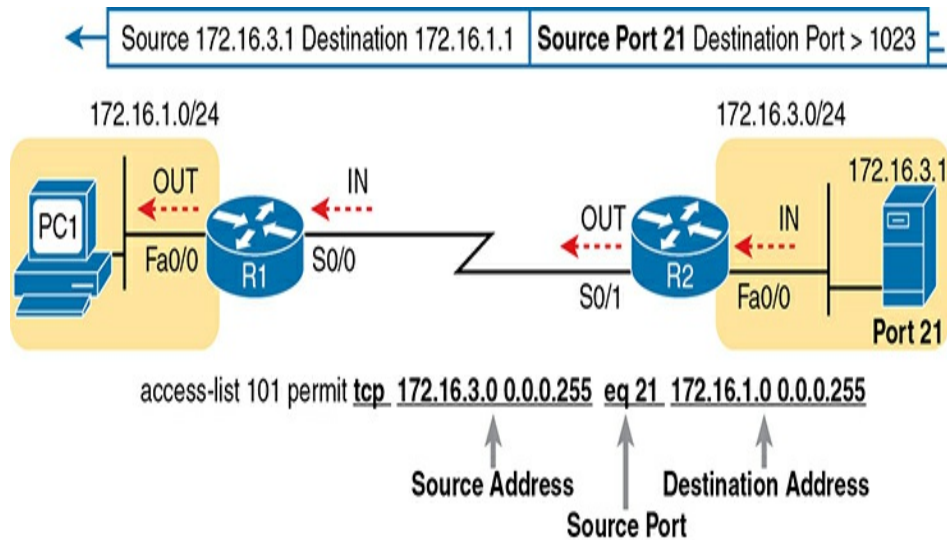 Source 172.16.3.1 Destination 172.16.1.1 Source Port 21 Destination Port > 1023
172.16.1.0/24 172.16.3.0/24
172.16.3.1
OUT IN OUT IN
PC1 R1 R2
Fa0/0 S0/0 S0/1 Fa0/0
Port 21
access-list 101 permit tcp 172.16.3.0 0.0.0.255 eq 21 172.16.1.0 0.0.0.255
Source Address Destination Address
Source Port